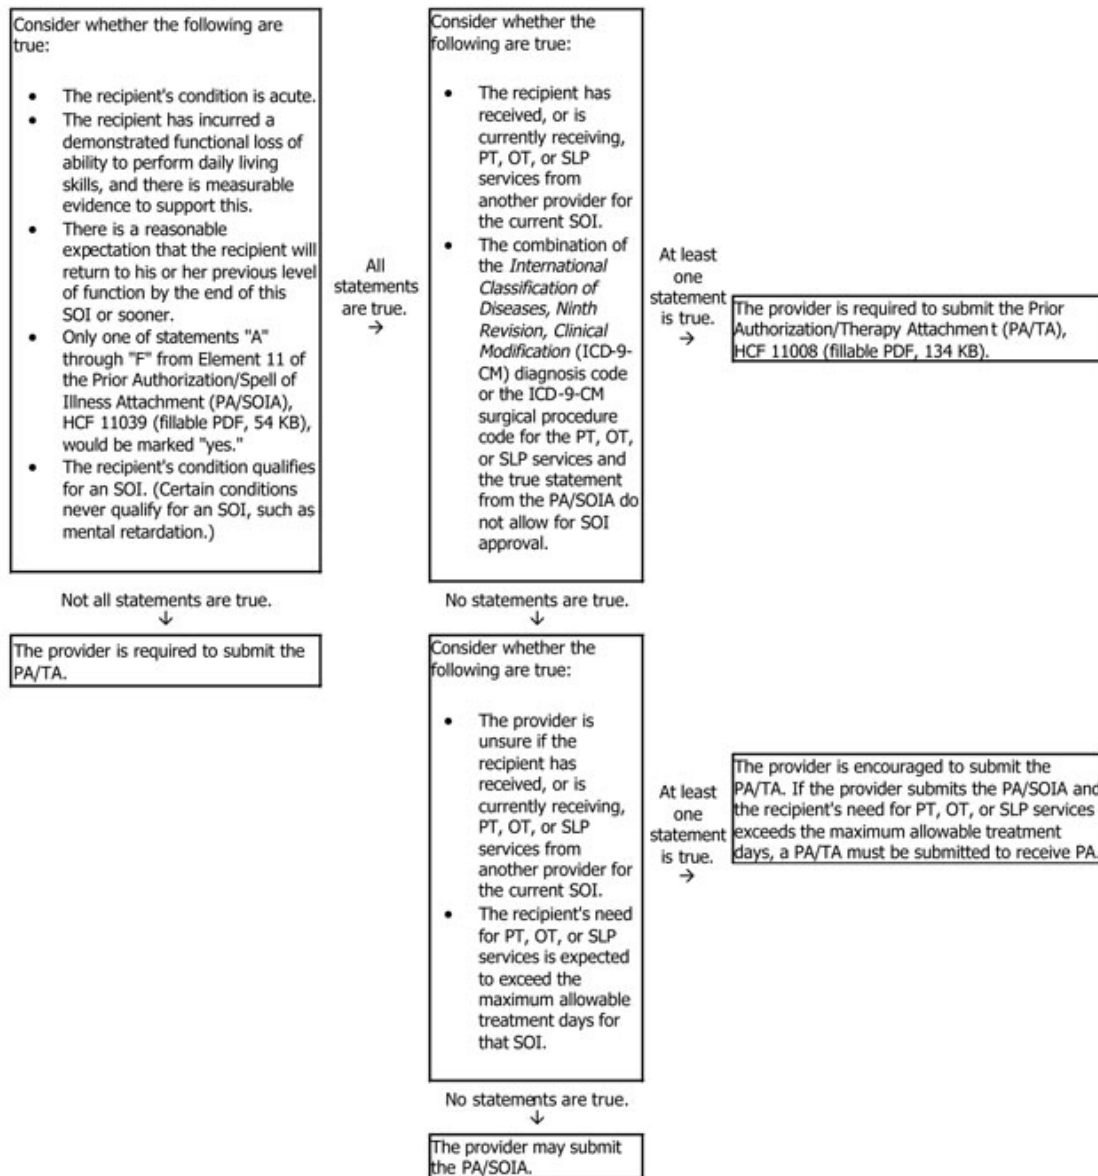 Consider whether the following are
true:
• The recipient's condition is acute.
• The recipient has incurred a
demonstrated functional loss of
ability to perform daily living
skills, and there is measurable
evidence to support this.
• There is a reasonable
expectation that the recipient will
return to his or her previous level
of function by the end of this
SOI or sooner.
• Only one of statements "A"
through "F" from Element 11 of
the Prior Authorization/Spell of
Illness Attachment (PA/SOIA),
HCF 11039 (fillable PDF, 54 KB),
would be marked "yes."
• The recipient's condition qualifies
for an SOI. (Certain conditions
never qualify for an SOI, such as
mental retardation.)
All
statements
are true.
→
Consider whether the
following are true:
• The recipient has
received, or is
currently receiving,
PT, OT, or SLP
services from
another provider for
the current SOI.
• The combination of
the International
Classification of
Diseases, Ninth
Revision, Clinical
Modification (ICD-9-
CM) diagnosis code
or the ICD-9-CM
surgical procedure
code for the PT, OT,
or SLP services and
the true statement
from the PA/SOIA do
not allow for SOI
approval.
At least
one
statement
is true.
→
The provider is required to submit the Prior
Authorization/Therapy Attachment (PA/TA),
HCF 11008 (fillable PDF, 134 KB).
Not all statements are true.
↓
The provider is required to submit the
PA/TA.
No statements are true.
↓
Consider whether the
following are true:
• The provider is
unsure if the
recipient has
received, or is
currently receiving,
PT, OT, or SLP
services from
another provider for
the current SOI.
• The recipient's need
for PT, OT, or SLP
services is expected
to exceed the
maximum allowable
treatment days for
that SOI.
At least
one
statement
is true.
→
The provider is encouraged to submit the
PA/TA. If the provider submits the PA/SOIA and
the recipient's need for PT, OT, or SLP services
exceeds the maximum allowable treatment
days, a PA/TA must be submitted to receive PA.
No statements are true.
↓
The provider may submit
the PA/SOIA.